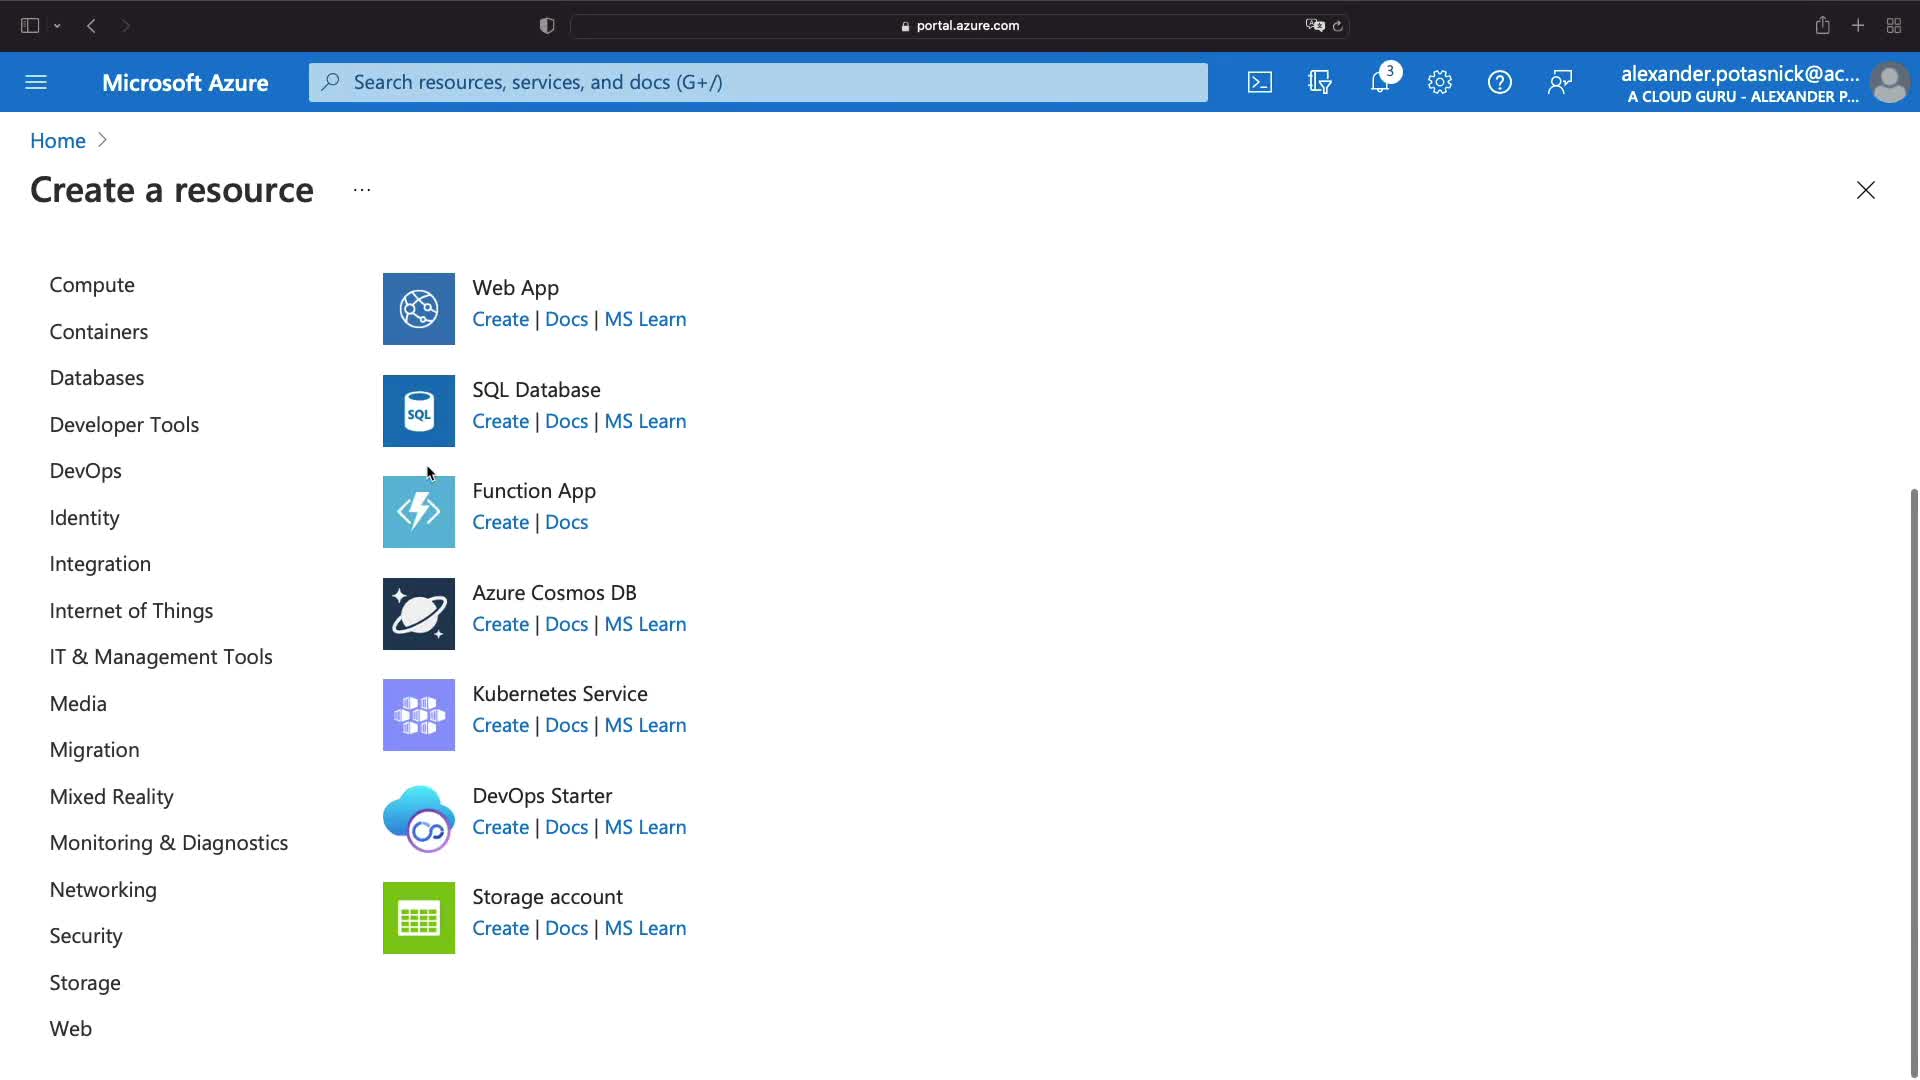 portal.azure.com
Microsoft Azure
Search resources, services, and docs (G+/)
3
alexander.potasnick@ac...
A CLOUD GURU - ALEXANDER P...
Home
Create a resource
...
Compute
Containers
Databases
Developer Tools
DevOps
Identity
Integration
Internet of Things
IT & Management Tools
Media
Migration
Mixed Reality
Monitoring & Diagnostics
Networking
Security
Storage
Web
Web App
Create | Docs | MS Learn
SQL
SQL Database
Create | Docs | MS Learn
Function App
Create | Docs
Azure Cosmos DB
Create | Docs | MS Learn
Kubernetes Service
Create | Docs | MS Learn
DevOps Starter
Create | Docs | MS Learn
Storage account
Create | Docs | MS Learn